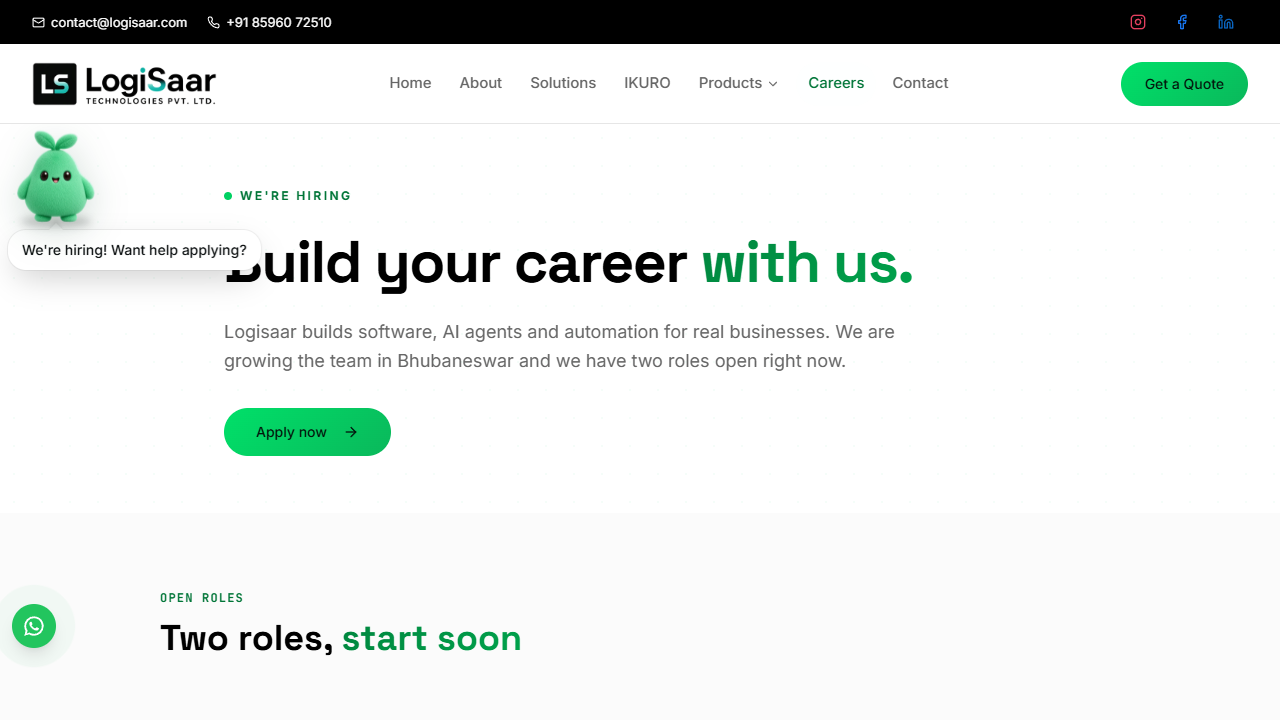 contact@logisaar.com +91 85960 72510
LS LogiSaar
TECHNOLOGIES PVT. LTD.
Home About Solutions IKURO Products Careers Contact
Get a Quote
WE'RE HIRING
We're hiring! Want help applying?
Build your career with us.
Logisaar builds software, AI agents and automation for real businesses. We are
growing the team in Bhubaneswar and we have two roles open right now.
Apply now
OPEN ROLES
Two roles, start soon